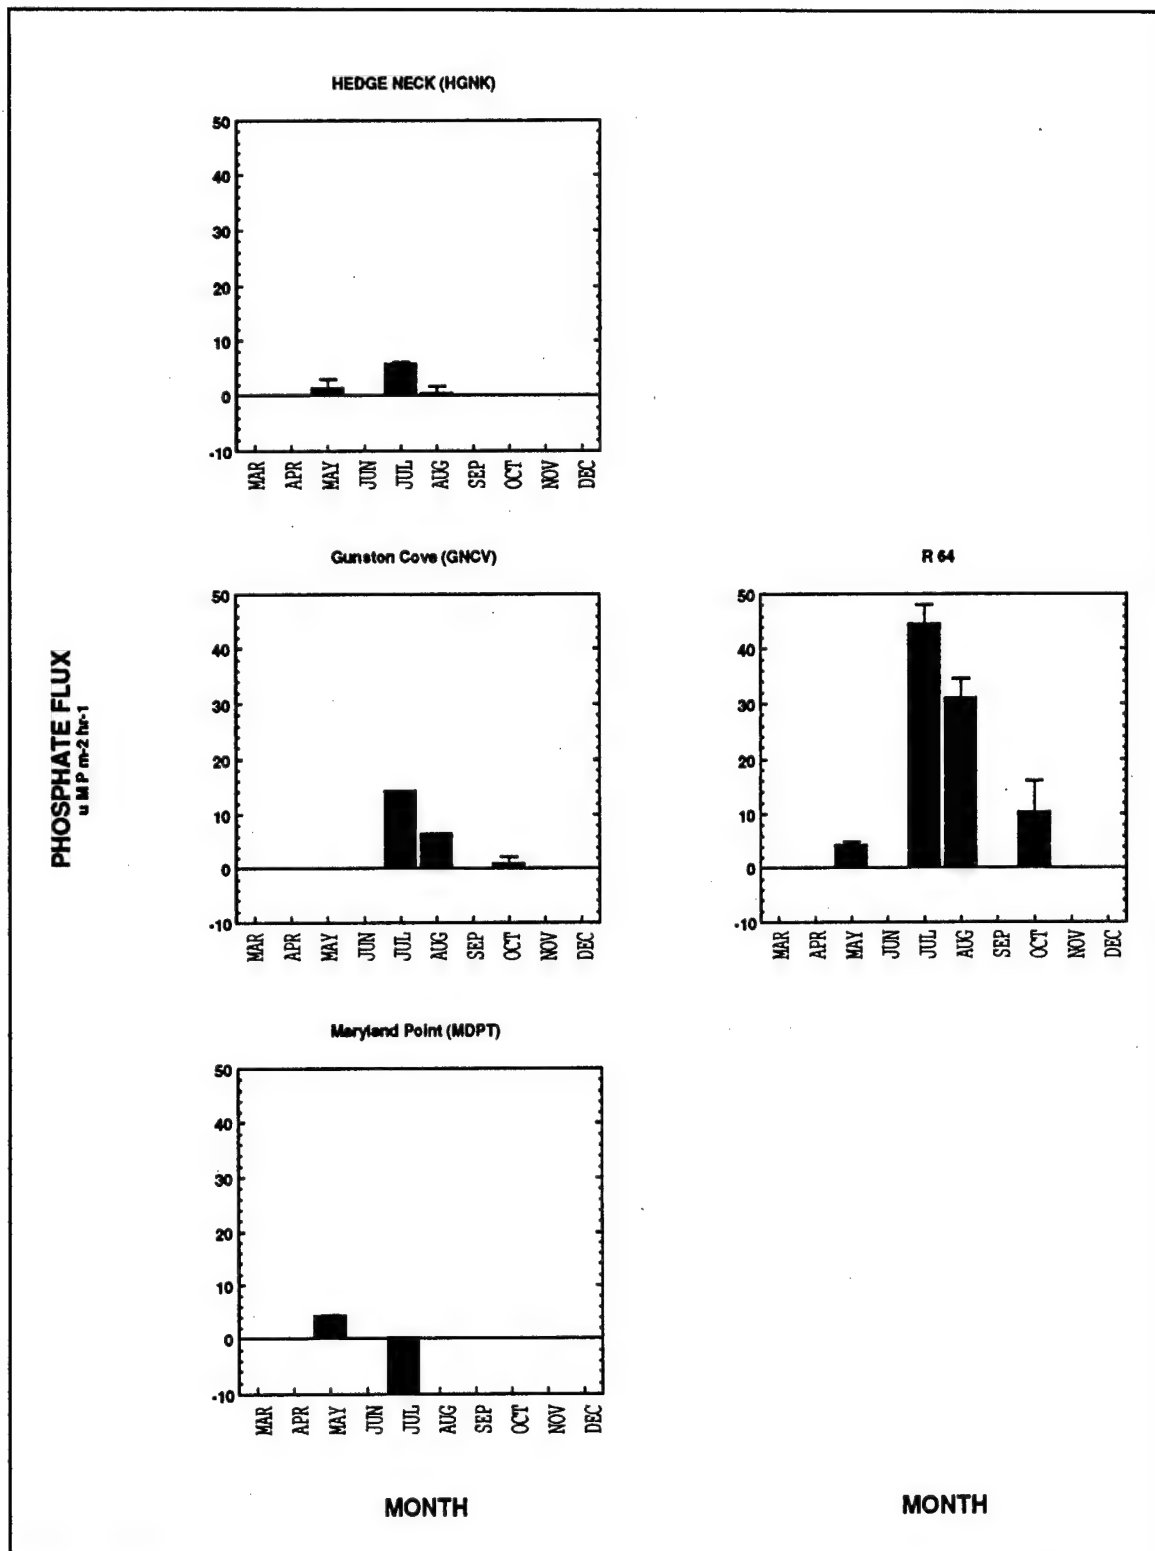 HEDGE NECK (HGNK)
50
40
30
20
10
0
-10
MAR APR MAY JUN JUL AUG SEP OCT NOV DEC
Gunston Cove (GNCV)
50
40
30
20
10
0
-10
MAR APR MAY JUN JUL AUG SEP OCT NOV DEC
R 64
50
40
30
20
10
0
-10
MAR APR MAY JUN JUL AUG SEP OCT NOV DEC
PHOSPHATE FLUX
u M P m-2 hr-1
Maryland Point (MDPT)
50
40
30
20
10
0
-10
MAR APR MAY JUN JUL AUG SEP OCT NOV DEC
MONTH
MONTH